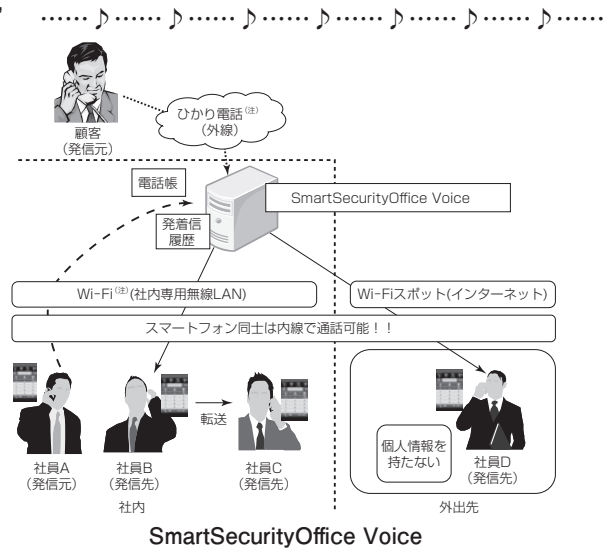 顧客
(発信元)
ひかり電話(注)
(外線)
電話帳
発着信
履歴
SmartSecurityOffice Voice
Wi-Fi(注)(社内専用無線LAN)
Wi-Fiスポット(インターネット)
スマートフォン同士は内線で通話可能！！
転送
個人情報を
持たない
社員A
(発信元)
社員B
(発信先)
社員C
(発信先)
社員D
(発信先)
社内
外出先
SmartSecurityOffice Voice